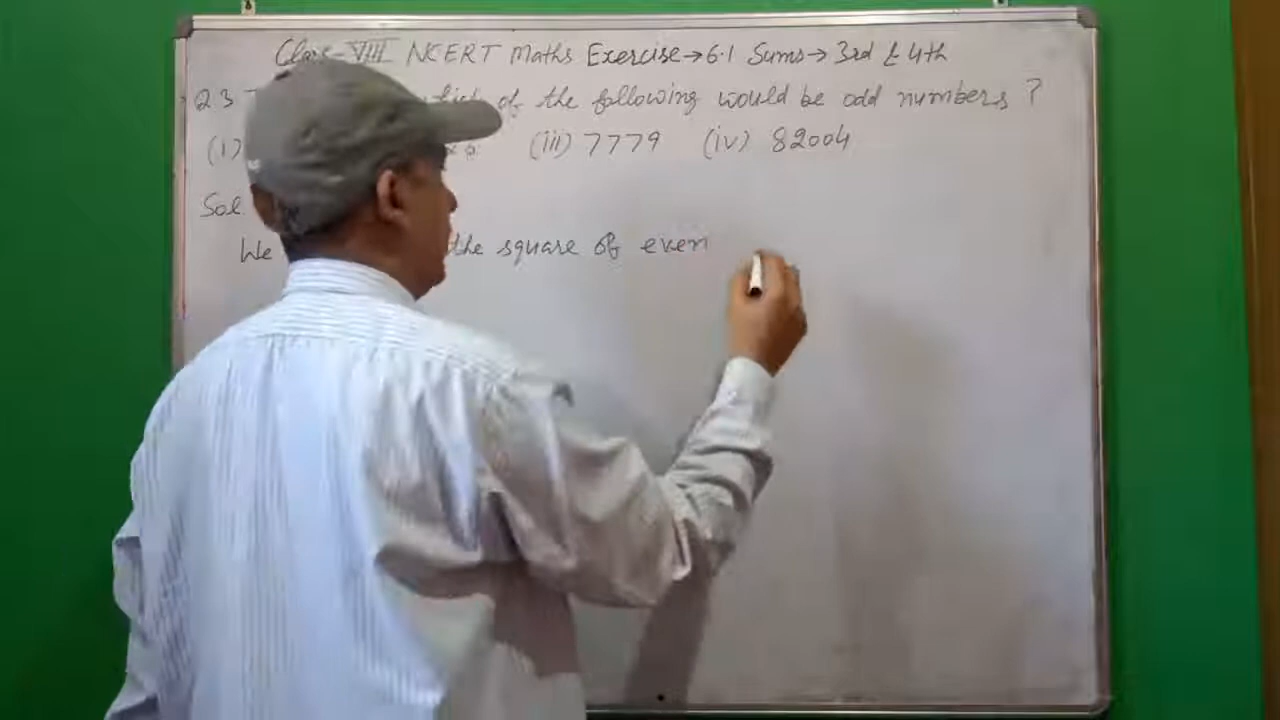 Class-VIII NCERT Maths Exercise→6.1 Sums→3rd & 4th
Q3 of the following would be odd numbers ?
(i) (iii) 7779 (iv) 82004
Sol.
We the square of even